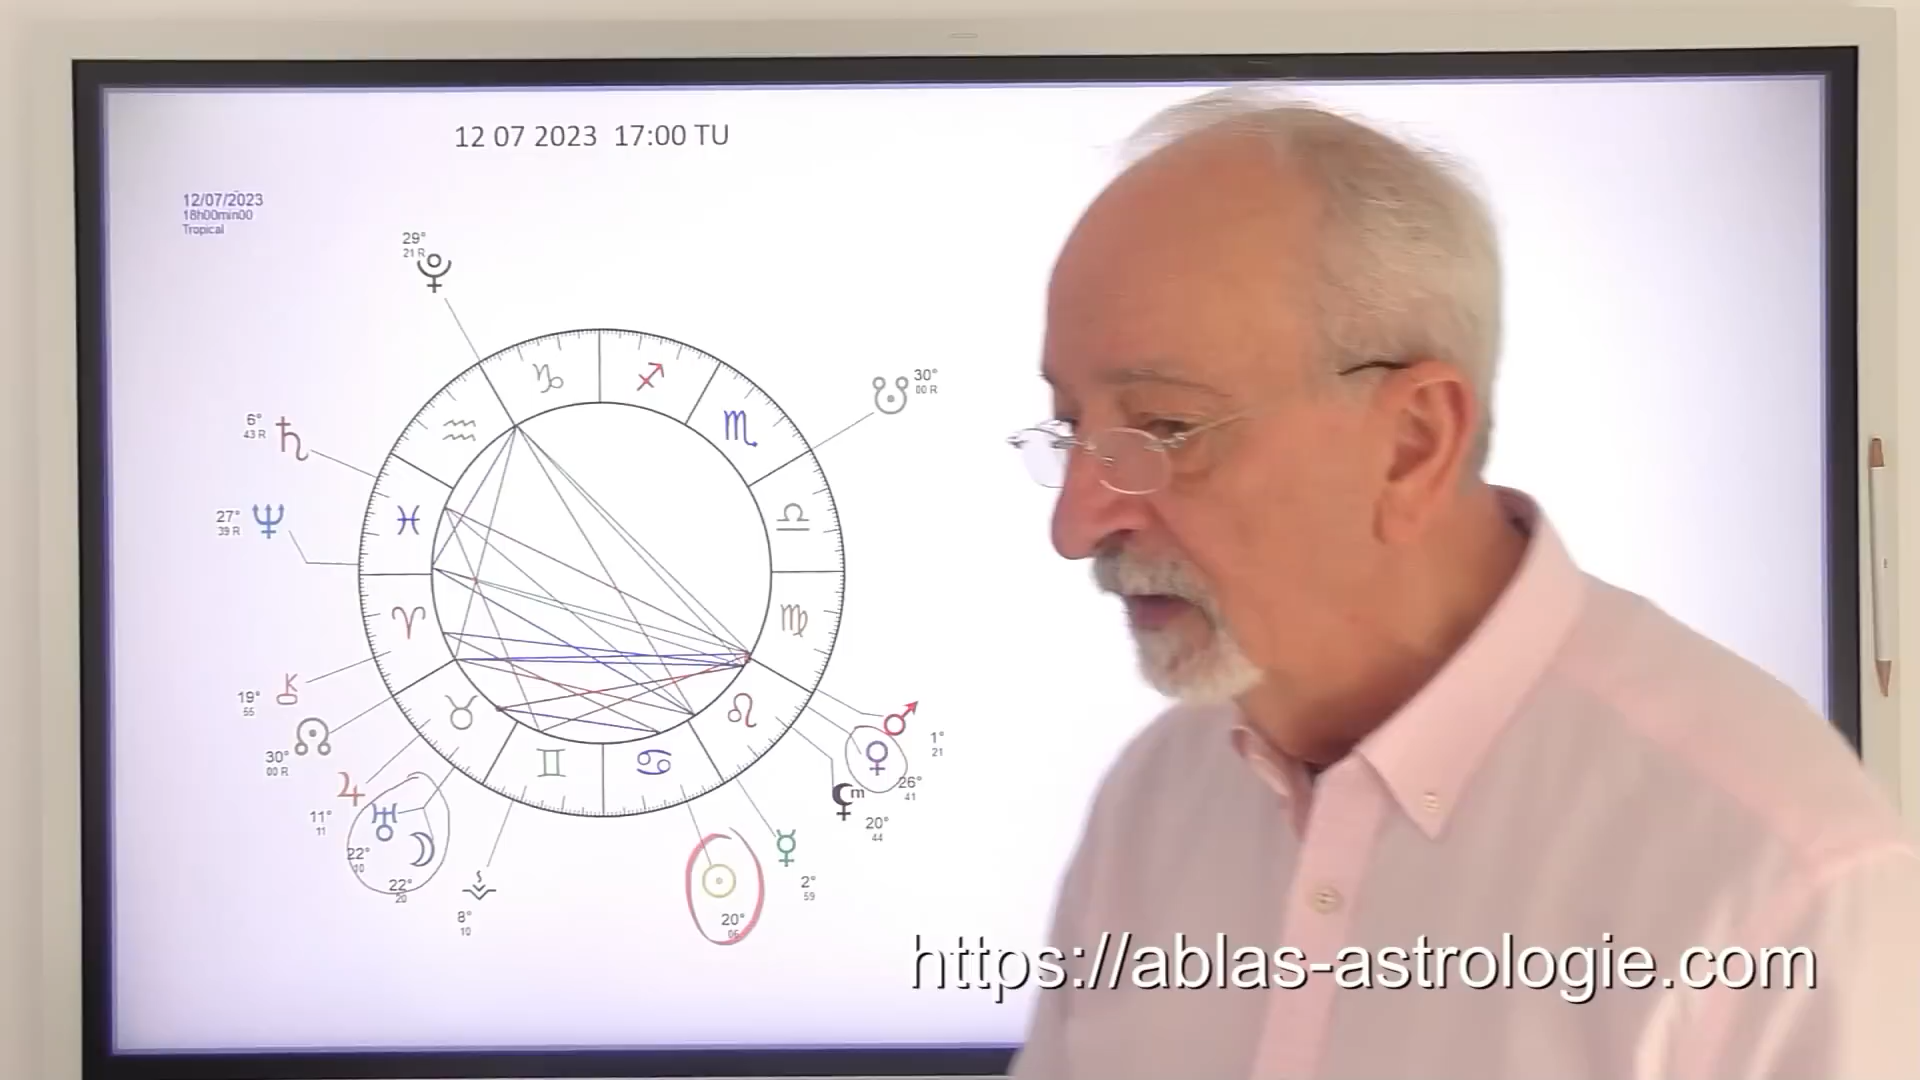 12 07 2023 17:00 TU
12/07/2023
18h00min00
Tropical
29°
21 R
30°
00 R
6°
43 R
27°
39 R
19°
55
30°
00 R
11°
11
22°
10
22°
20
8°
10
20°
06
2°
59
m
20°
44
26°
41
1°
21
https://ablas-astrologie.com